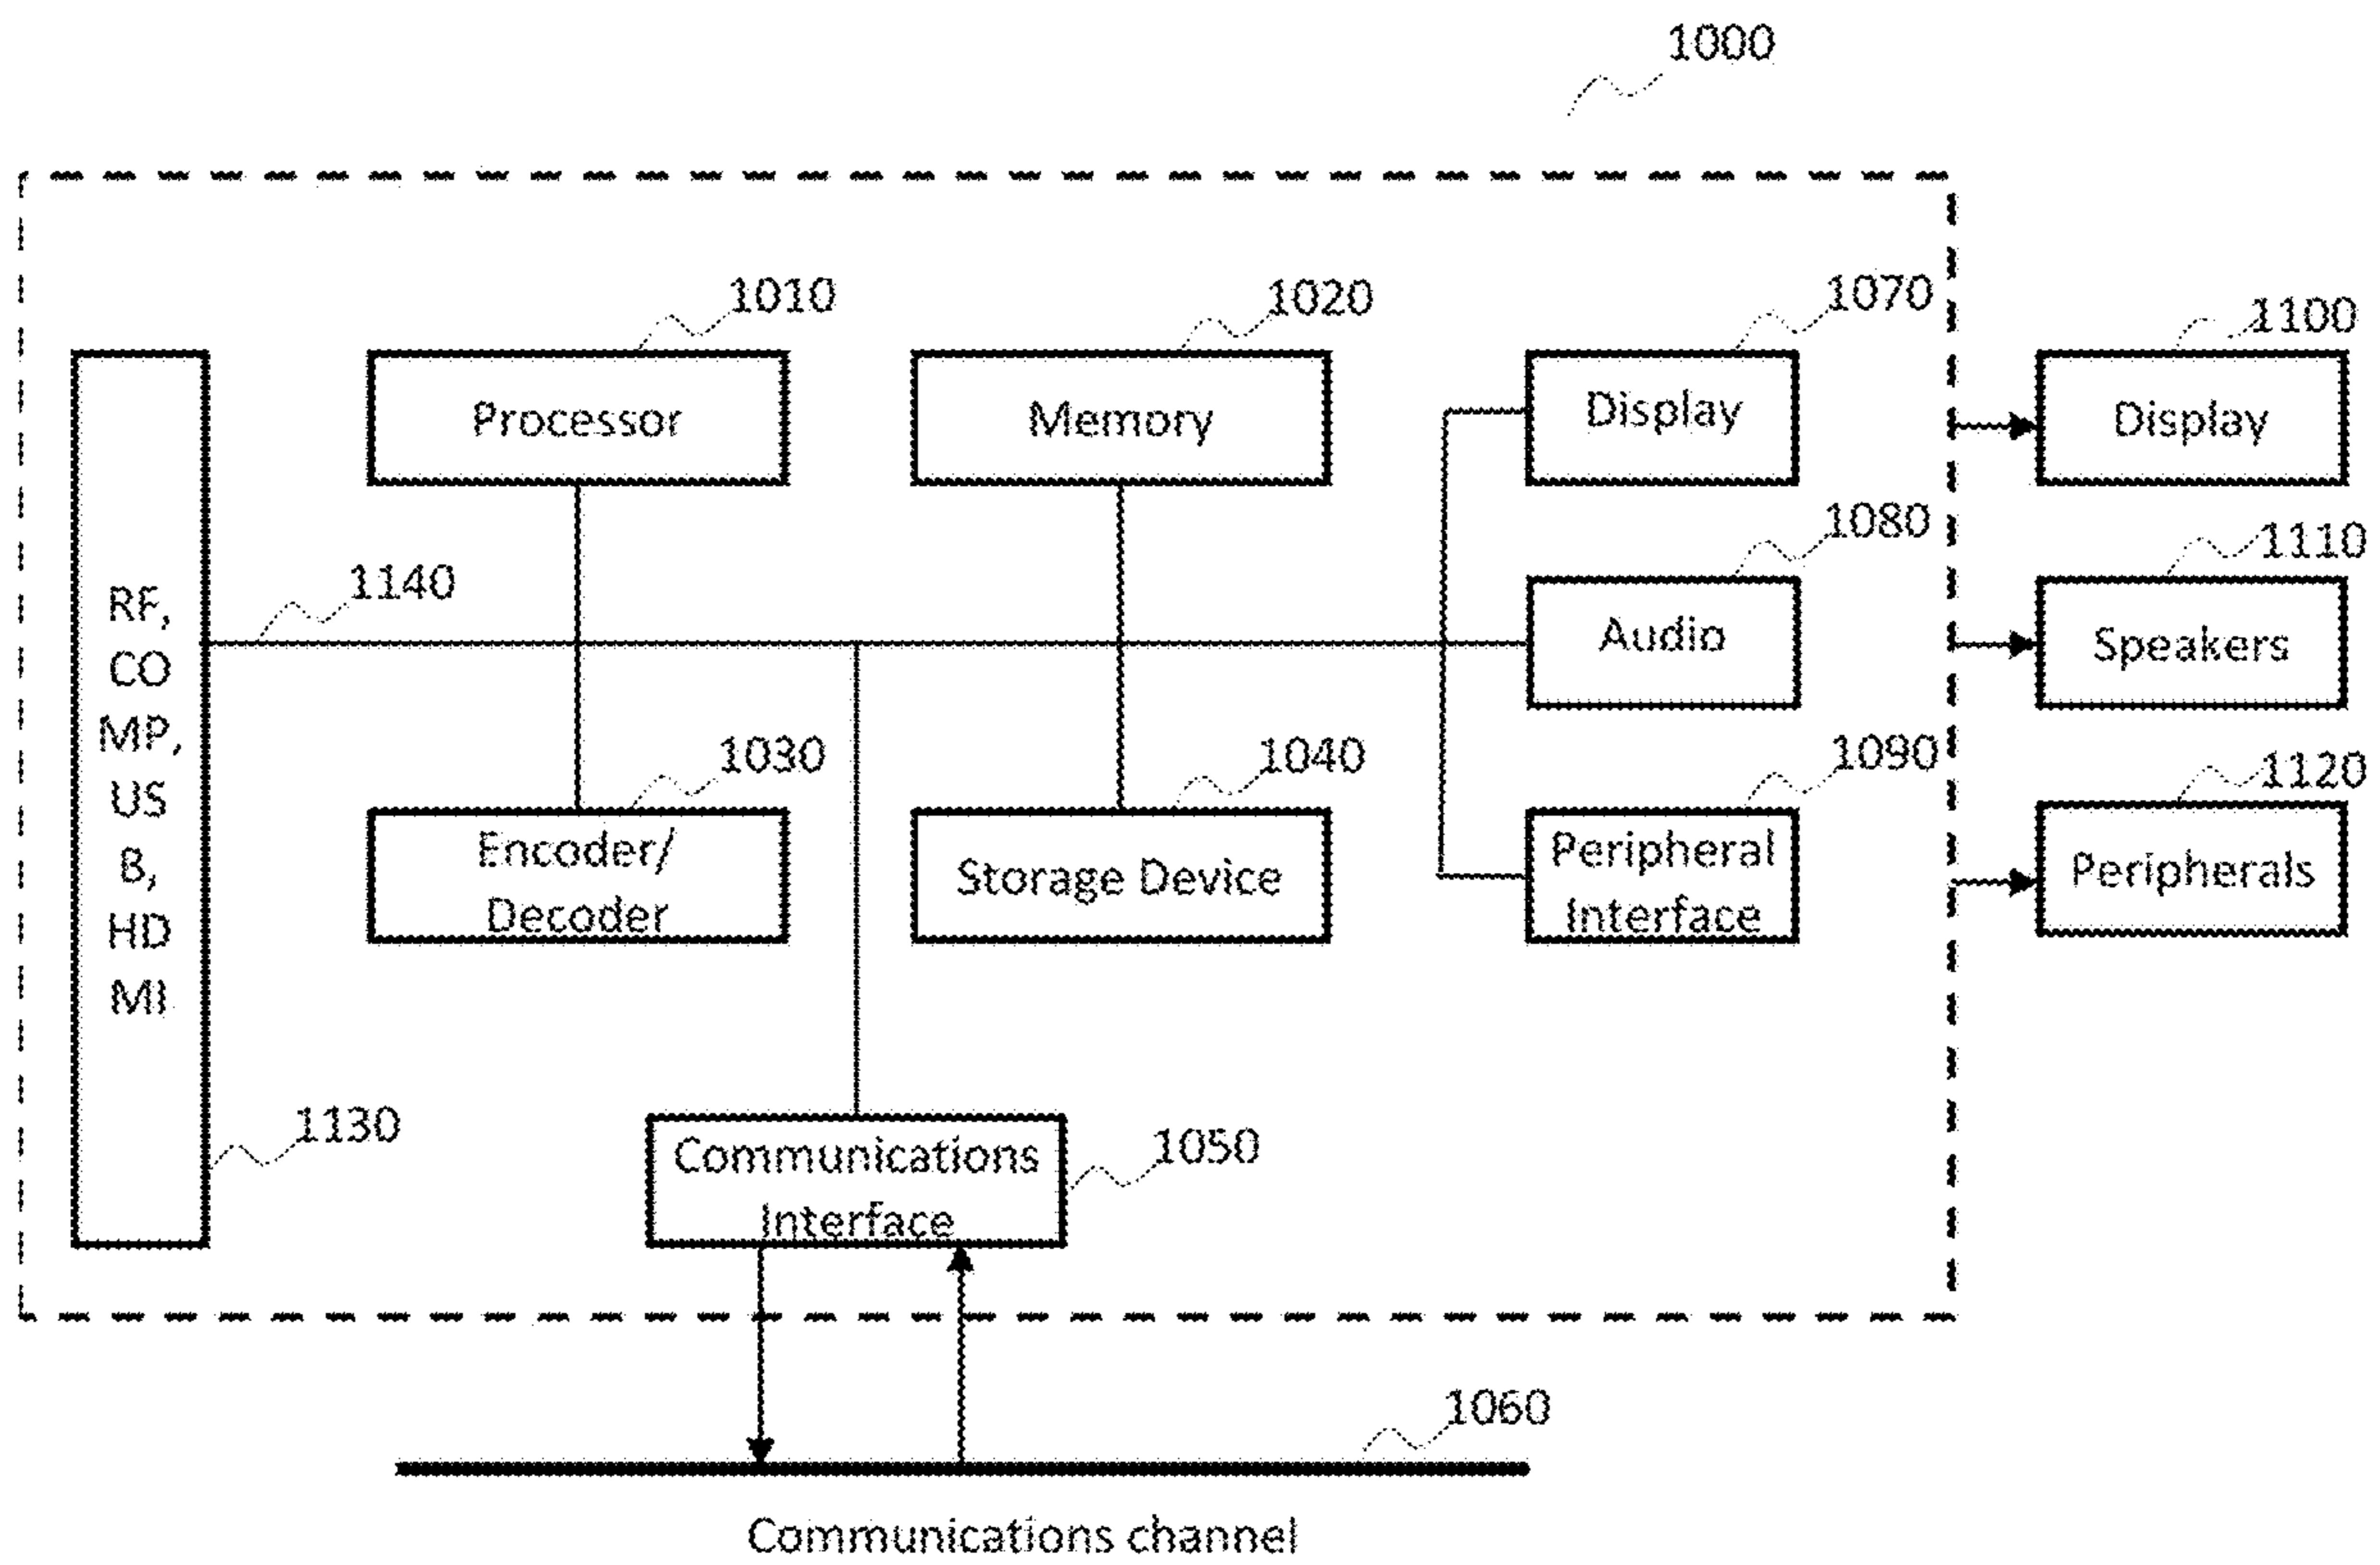 1000
1010
1020
1070
1100
Processor
Memory
Display
Display
1080
1110
1140
RF,
CO
MP,
US
B,
HD
MI
Audio
Speakers
1030
1040
1090
1120
Encoder/
Decoder
Storage Device
Peripheral
Interface
Peripherals
1130
Communications
Interface
1050
1060
Communications channel